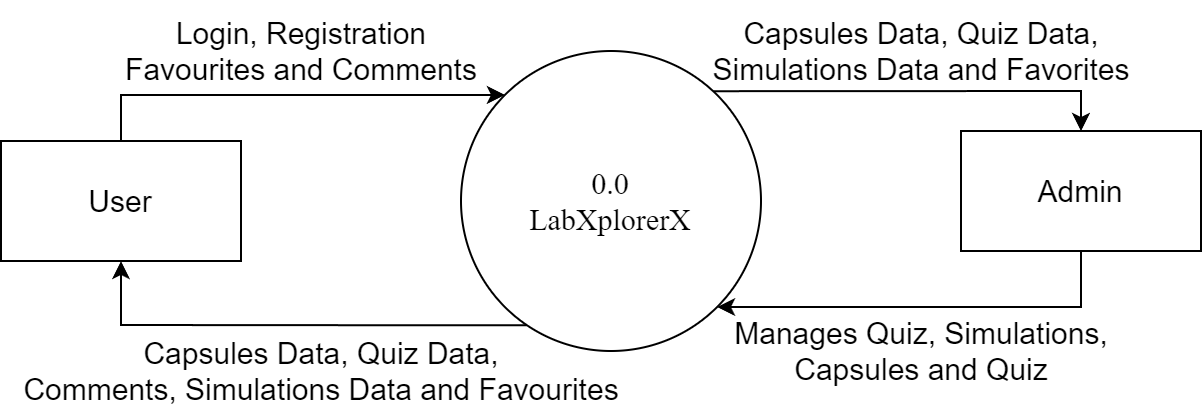 Login, Registration
Favourites and Comments
Capsules Data, Quiz Data,
Simulations Data and Favorites
User
0.0
LabXplorerX
Admin
Capsules Data, Quiz Data,
Comments, Simulations Data and Favourites
Manages Quiz, Simulations,
Capsules and Quiz